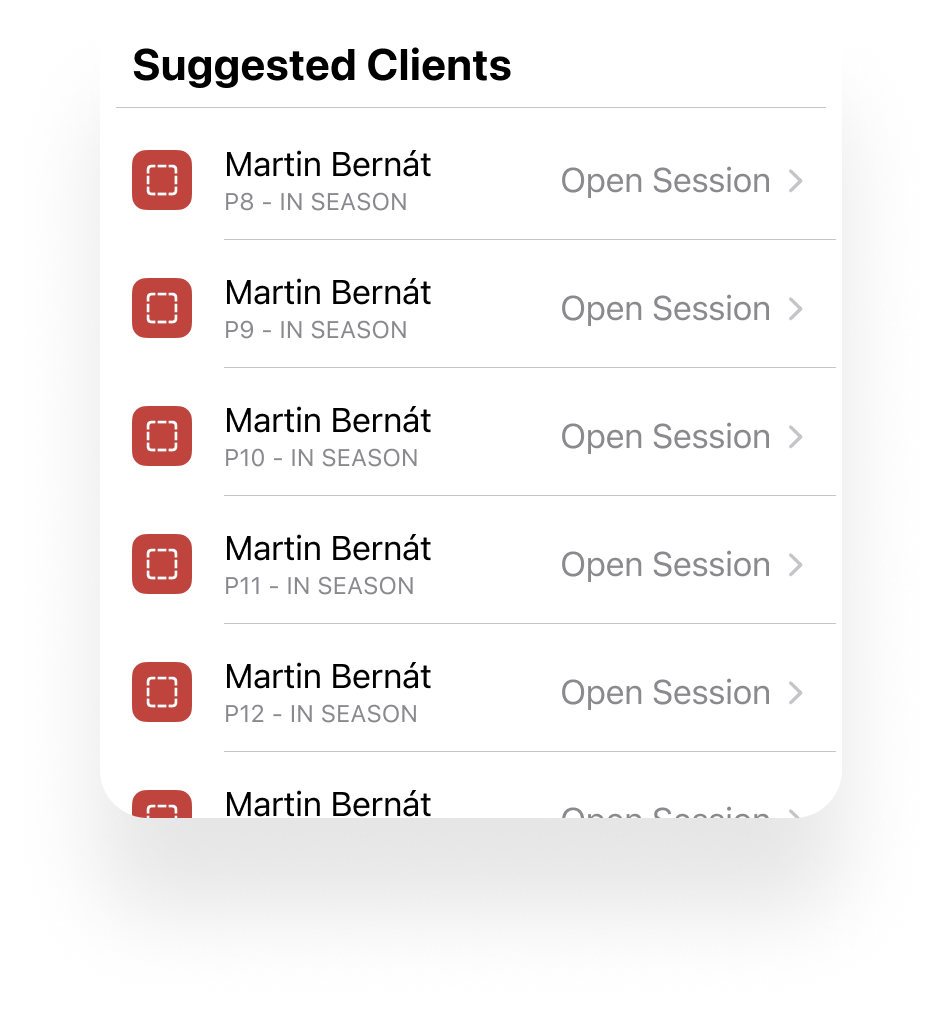 Suggested Clients
Martin Bernát
Open Session
P8 - IN SEASON
Martin Bernát
Open Session
P9 - IN SEASON
Martin Bernát
Open Session
P10 - IN SEASON
Martin Bernát
Open Session
P11 - IN SEASON
Martin Bernát
Open Session
P12 - IN SEASON
Martin Bernát
Open Session